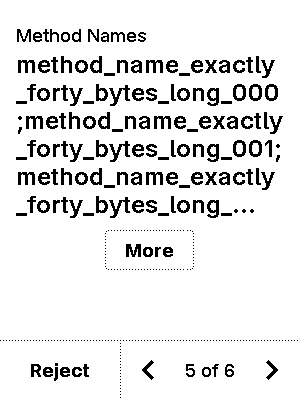 Method Names
method_name_exactly
_forty_bytes_long_000
;method_name_exactly
_forty_bytes_long_001;
method_name_exactly
_forty_bytes_long_...
More
Reject
5 of 6